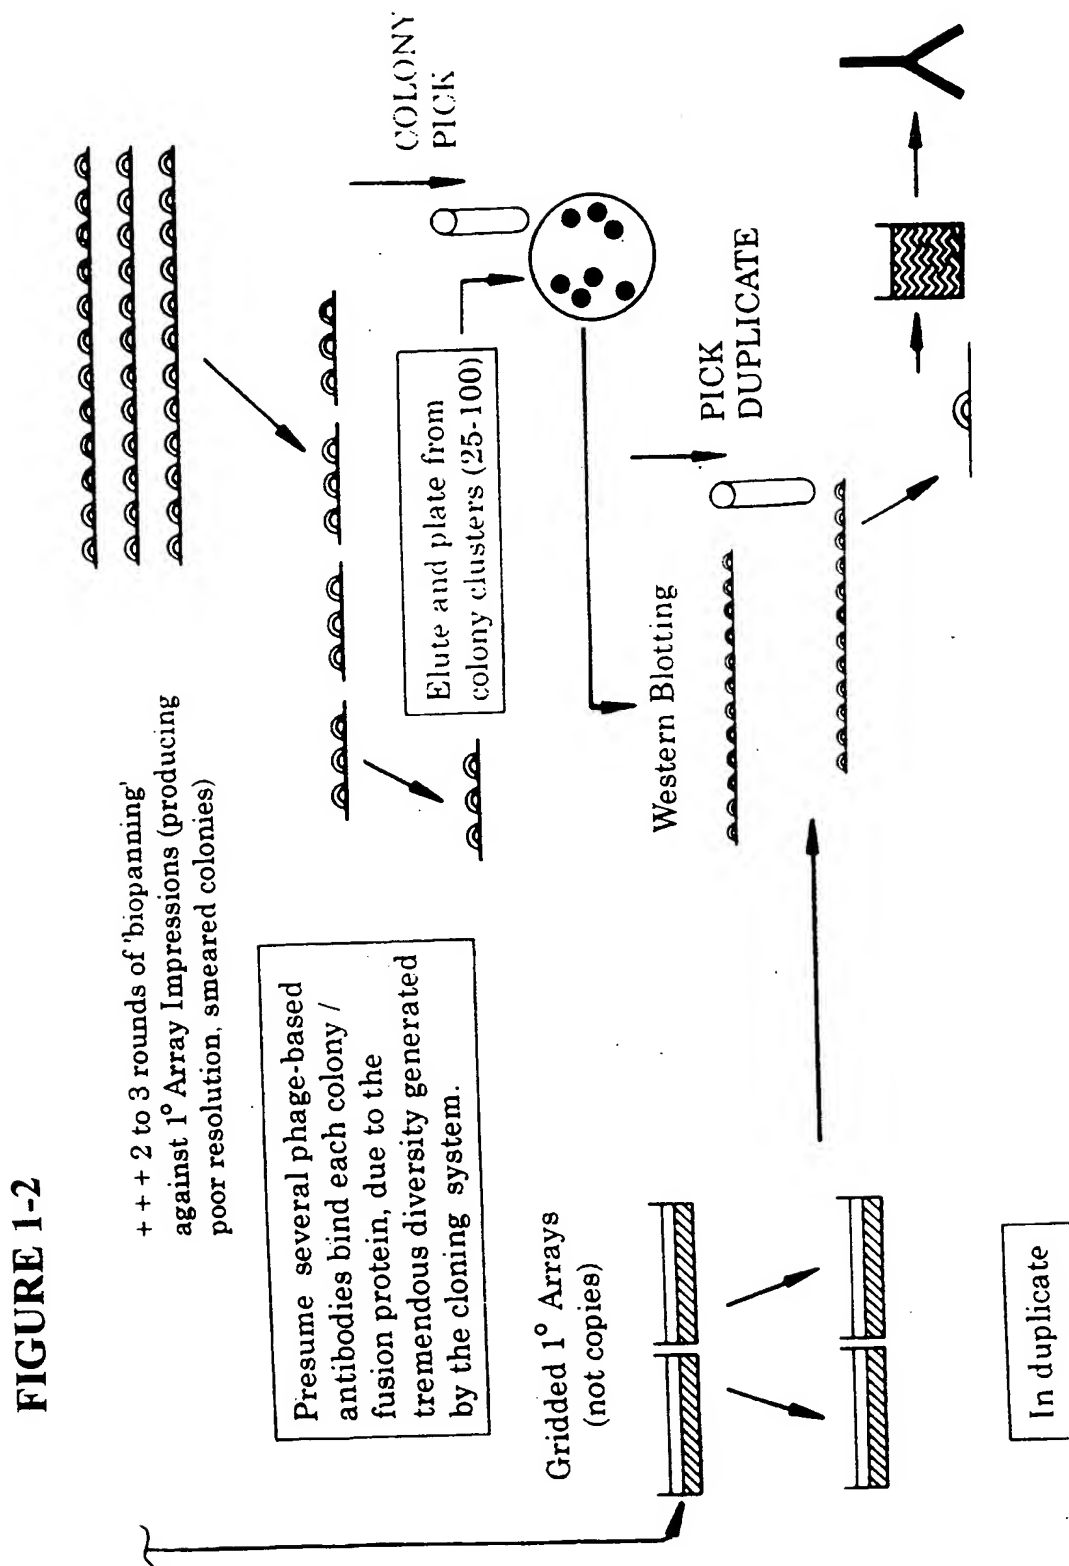 FIGURE 1-2
+ + + 2 to 3 rounds of 'biopanning'
against 1° Array Impressions (producing
poor resolution, smeared colonies)
Presume several phage-based
antibodies bind each colony /
fusion protein, due to the
tremendous diversity generated
by the cloning system.
Elute and plate from
colony clusters (25-100)
COLONY
PICK
Gridded 1° Arrays
(not copies)
Western Blotting
PICK
DUPLICATE
In duplicate